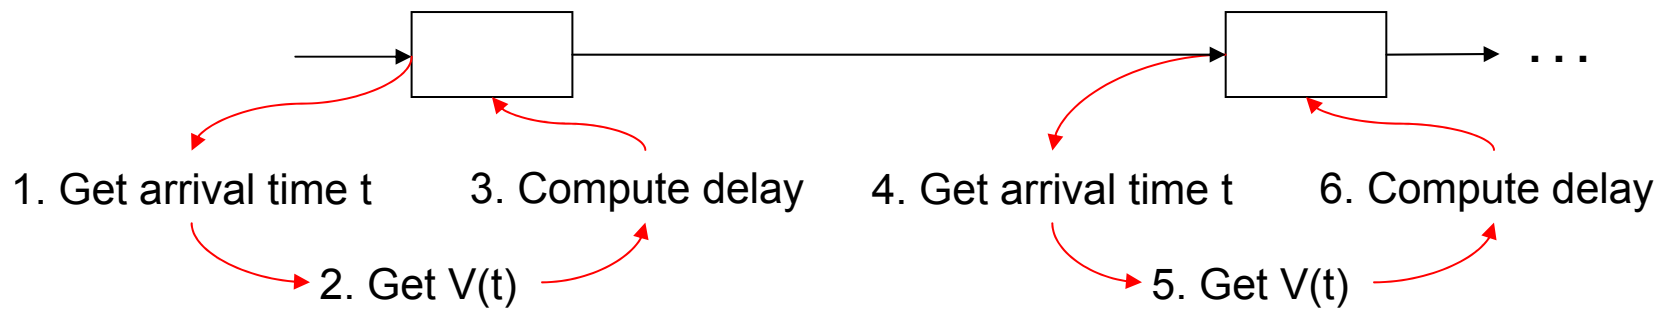 . . .
1. Get arrival time t
3. Compute delay
4. Get arrival time t
6. Compute delay
2. Get V(t)
5. Get V(t)